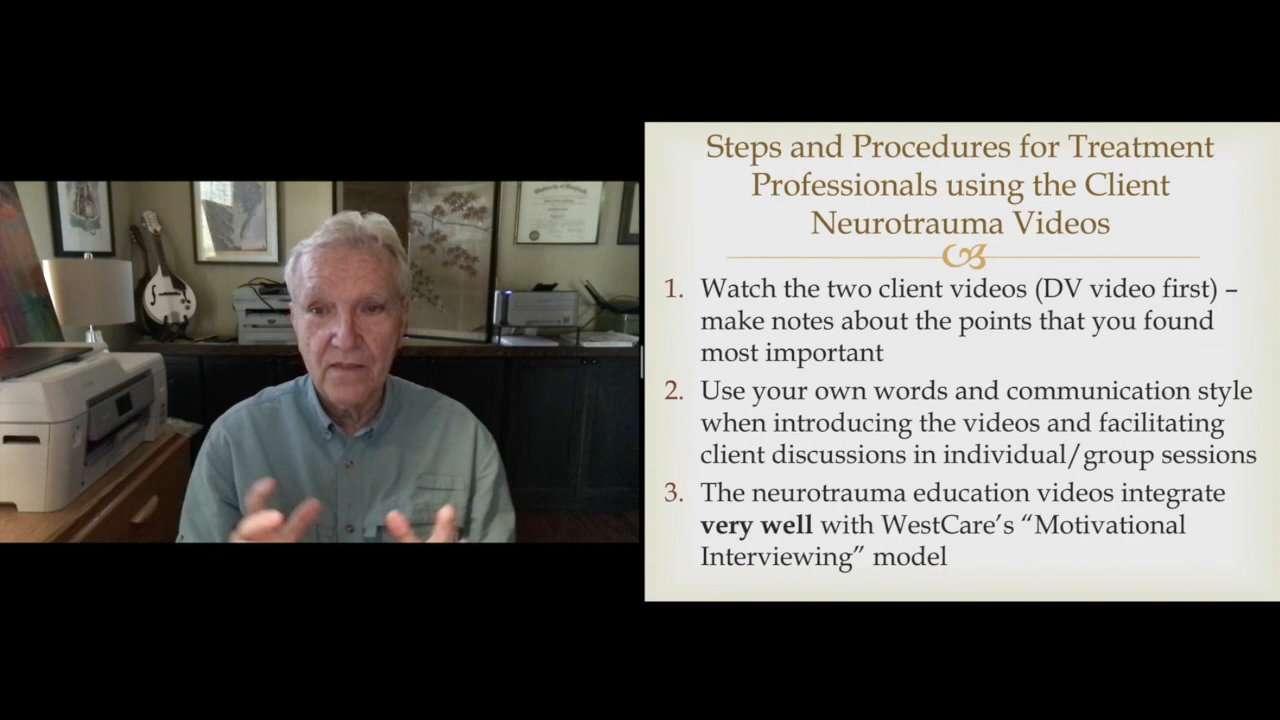 Steps and Procedures for Treatment
Professionals using the Client
Neurotrauma Videos
1. Watch the two client videos (DV video first) –
make notes about the points that you found
most important
2. Use your own words and communication style
when introducing the videos and facilitating
client discussions in individual/group sessions
3. The neurotrauma education videos integrate
very well with WestCare’s “Motivational
Interviewing” model